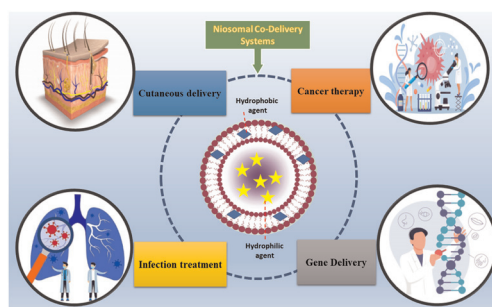 Niosomal Co-Delivery
Systems
Cutaneous delivery
Cancer therapy
Hydrophobic
agent
Hydrophilic
agent
Infection treatment
Gene Delivery